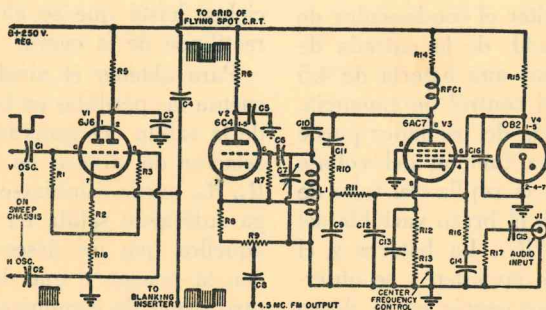 TO GRID OF
FLYING SPOT C.R.T.
B+250 V.
REG.
R5
C4
R6
R14
RFC1
R15
V1
6J6
C3
V2
6C4
C5
C6
C7
C10
C11
R10
L1
6AC7
V3
C16
V4
OB2
V OSC.
C1
R1
R3
R7
R11
ON
SWEEP
CHASSIS
R2
R8
R9
C9
C12
C13
R12
R13
R16
C14
R17
C15
J1
AUDIO
INPUT
H OSC.
C2
R18
C8
TO
BLANKING
INSERTER
4.5 MC. FM OUTPUT
CENTER
FREQUENCY
CONTROL